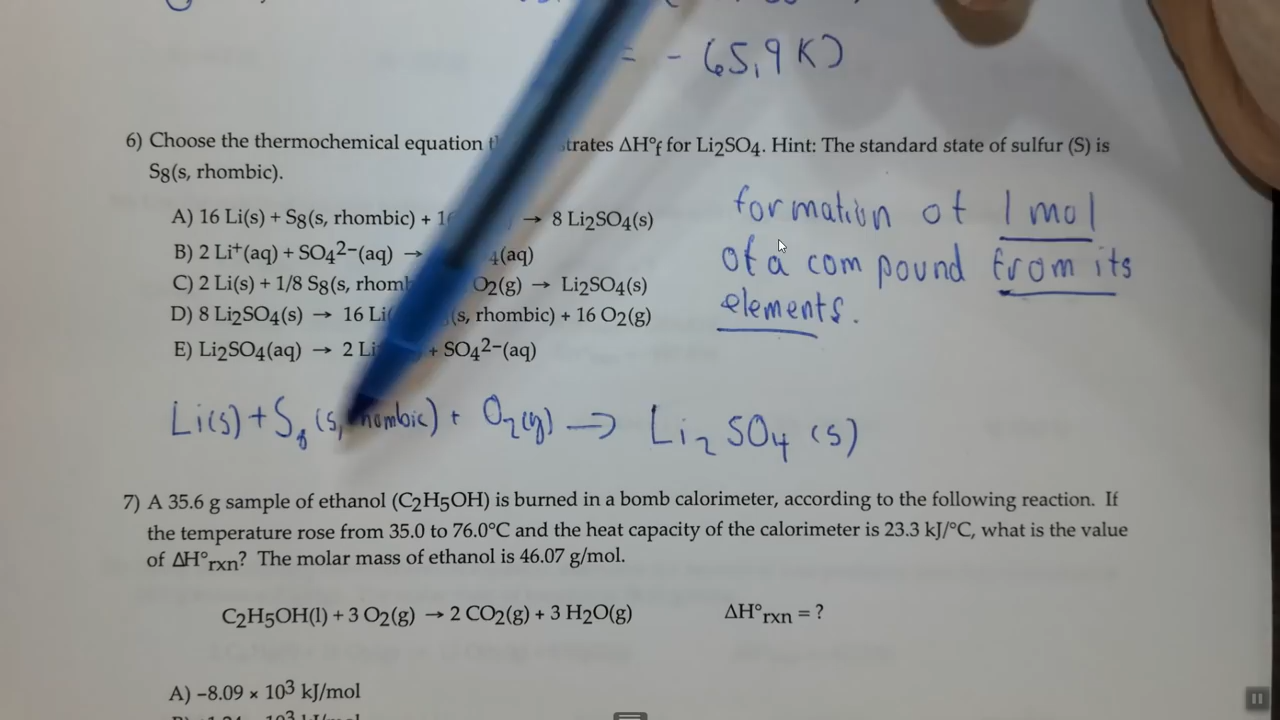 = - 65,9 KJ
6) Choose the thermochemical equation trates ΔH°f for Li2SO4. Hint: The standard state of sulfur (S) is
S8(s, rhombic).
formation of 1 mol
of a compound from its
elements.
A) 16 Li(s) + S8(s, rhombic) + → 8 Li2SO4(s)
B) 2 Li+(aq) + SO42−(aq) → 4(aq)
C) 2 Li(s) + 1/8 S8(s, O2(g) → Li2SO4(s)
D) 8 Li2SO4(s) → 16 (s, rhombic) + 16 O2(g)
E) Li2SO4(aq) → 2 + SO42−(aq)
Li(s) + S8 (s, rhombic) + O2(g) → Li2SO4 (s)
7) A 35.6 g sample of ethanol (C2H5OH) is burned in a bomb calorimeter, according to the following reaction. If
the temperature rose from 35.0 to 76.0°C and the heat capacity of the calorimeter is 23.3 kJ/°C, what is the value
of ΔH°rxn? The molar mass of ethanol is 46.07 g/mol.
C2H5OH(l) + 3 O2(g) → 2 CO2(g) + 3 H2O(g) ΔH°rxn = ?
A) −8.09 × 103 kJ/mol